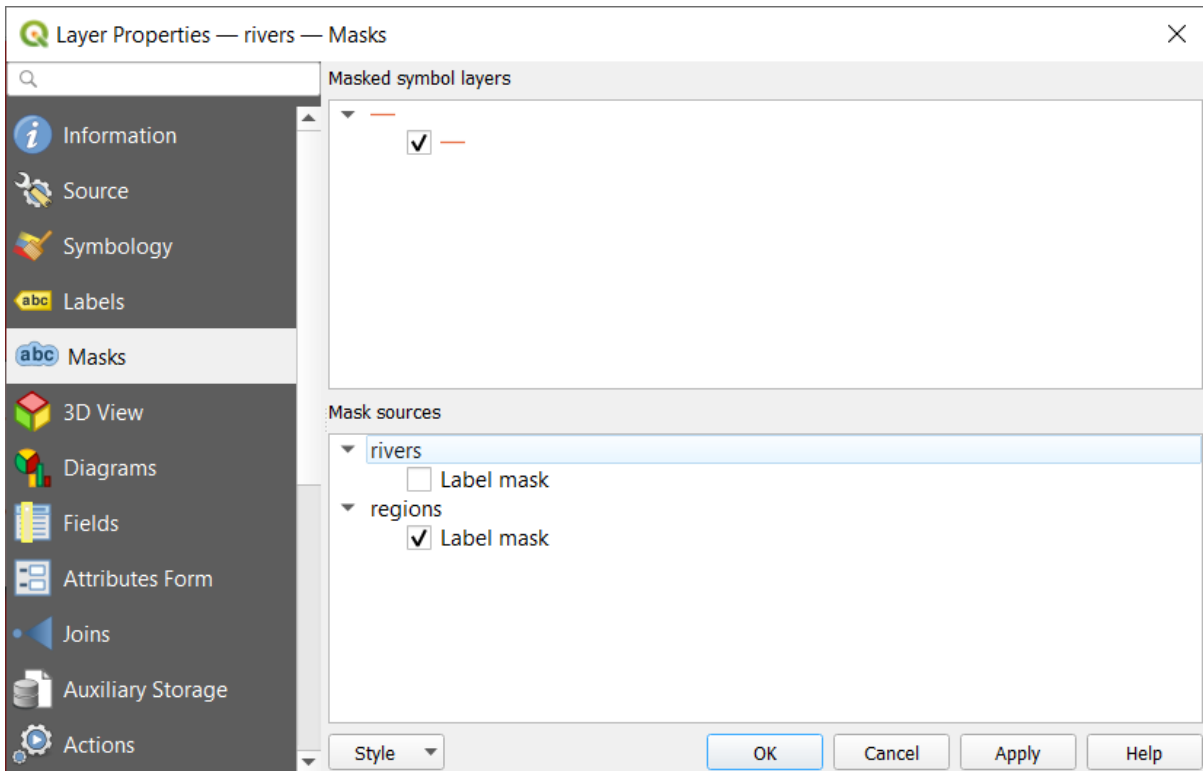 Layer Properties — rivers — Masks
Information
Source
Symbology
abc Labels
abc Masks
3D View
Diagrams
Fields
Attributes Form
Joins
Auxiliary Storage
Actions
Masked symbol layers
Mask sources
rivers
Label mask
regions
Label mask
Style
OK
Cancel
Apply
Help